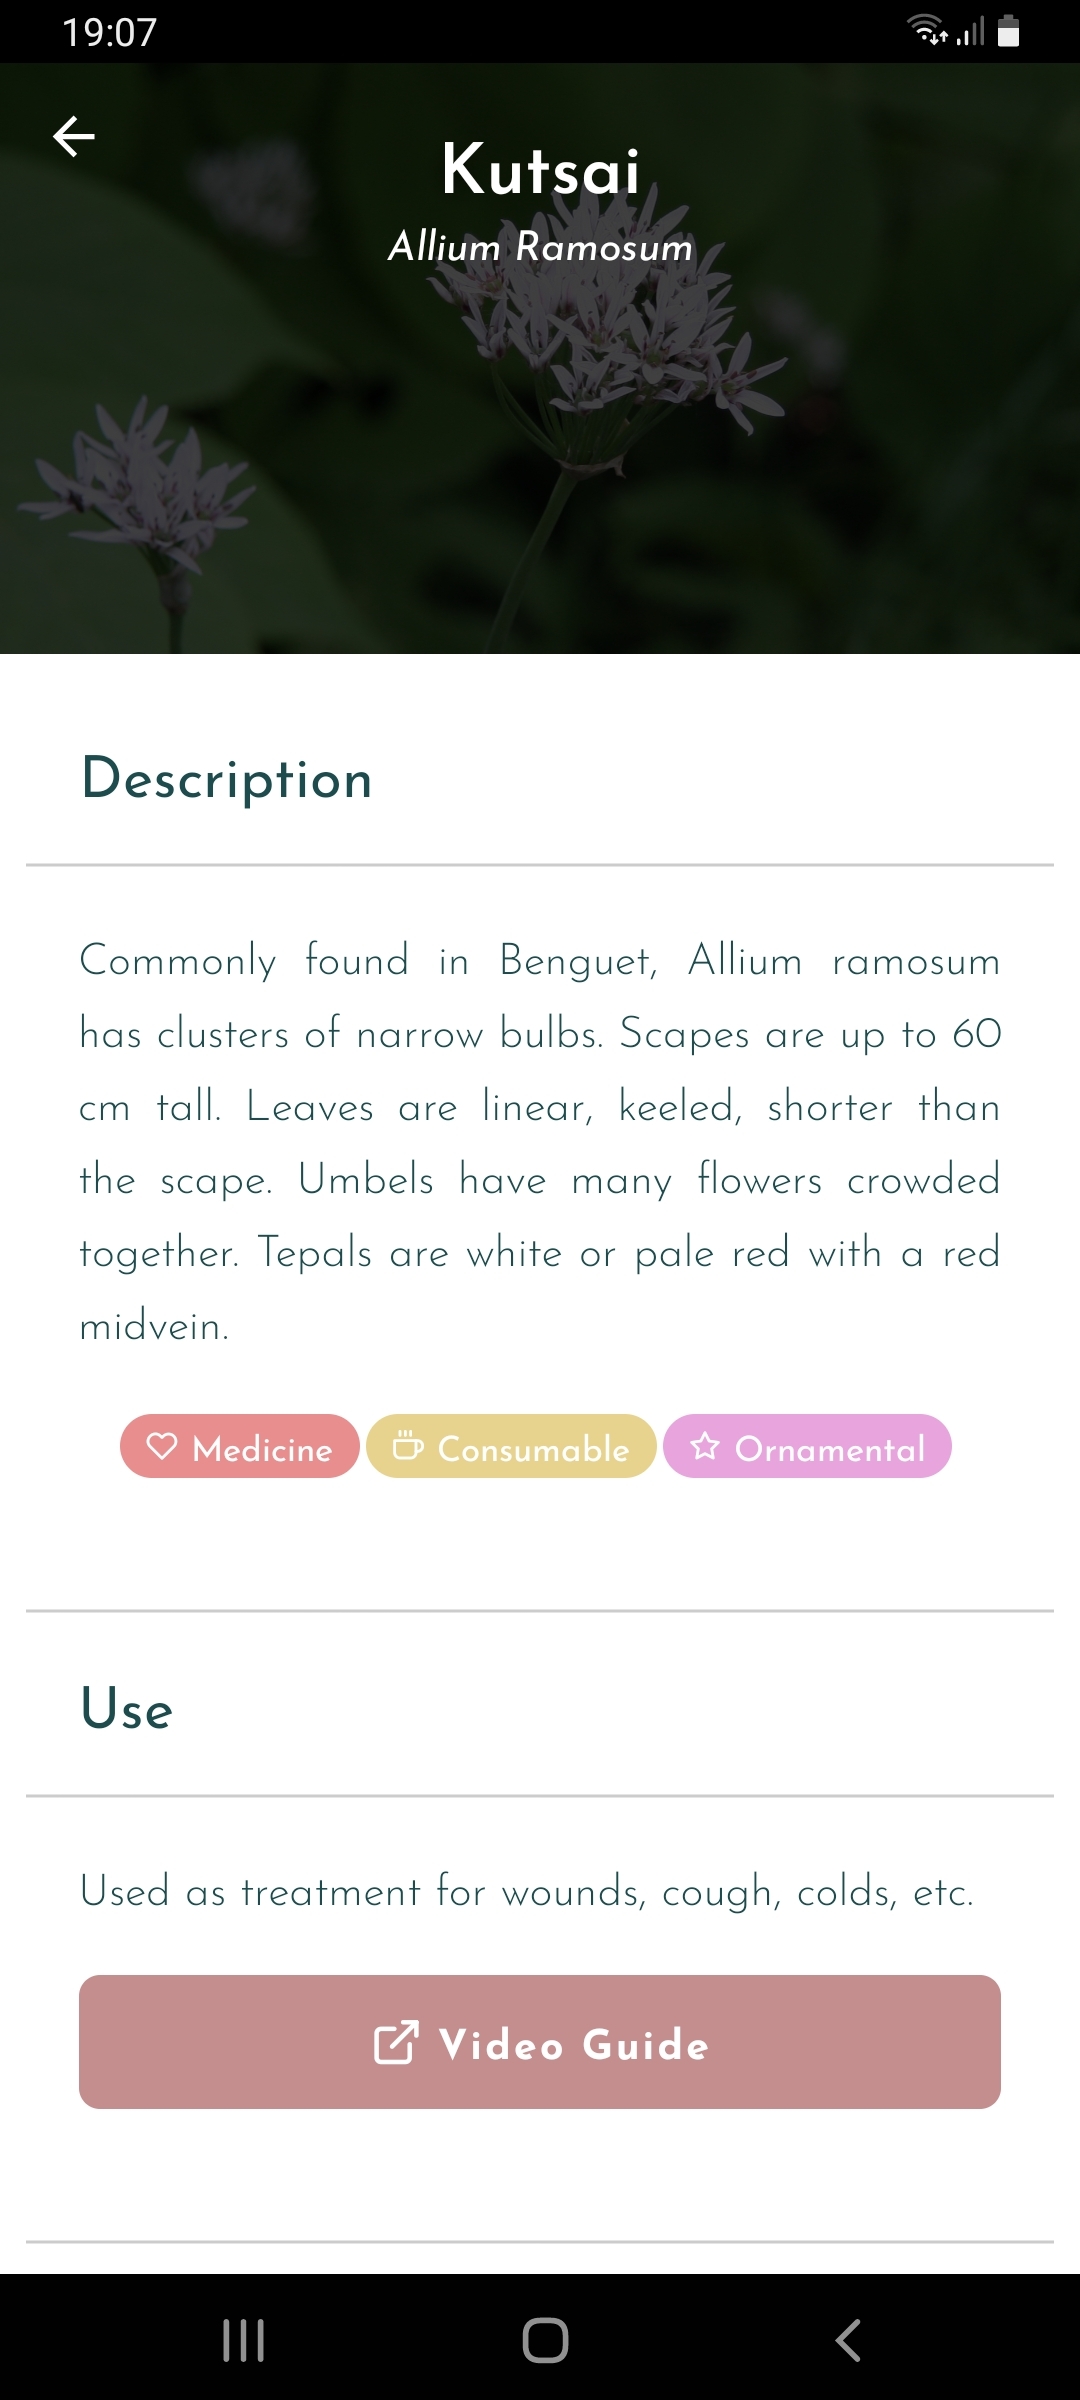 19:07
Kutsai
Allium Ramosum
Description
Commonly found in Benguet, Allium ramosum
has clusters of narrow bulbs. Scapes are up to 60
cm tall. Leaves are linear, keeled, shorter than
the scape. Umbels have many flowers crowded
together. Tepals are white or pale red with a red
midvein.
Medicine Consumable Ornamental
Use
Used as treatment for wounds, cough, colds, etc.
Video Guide